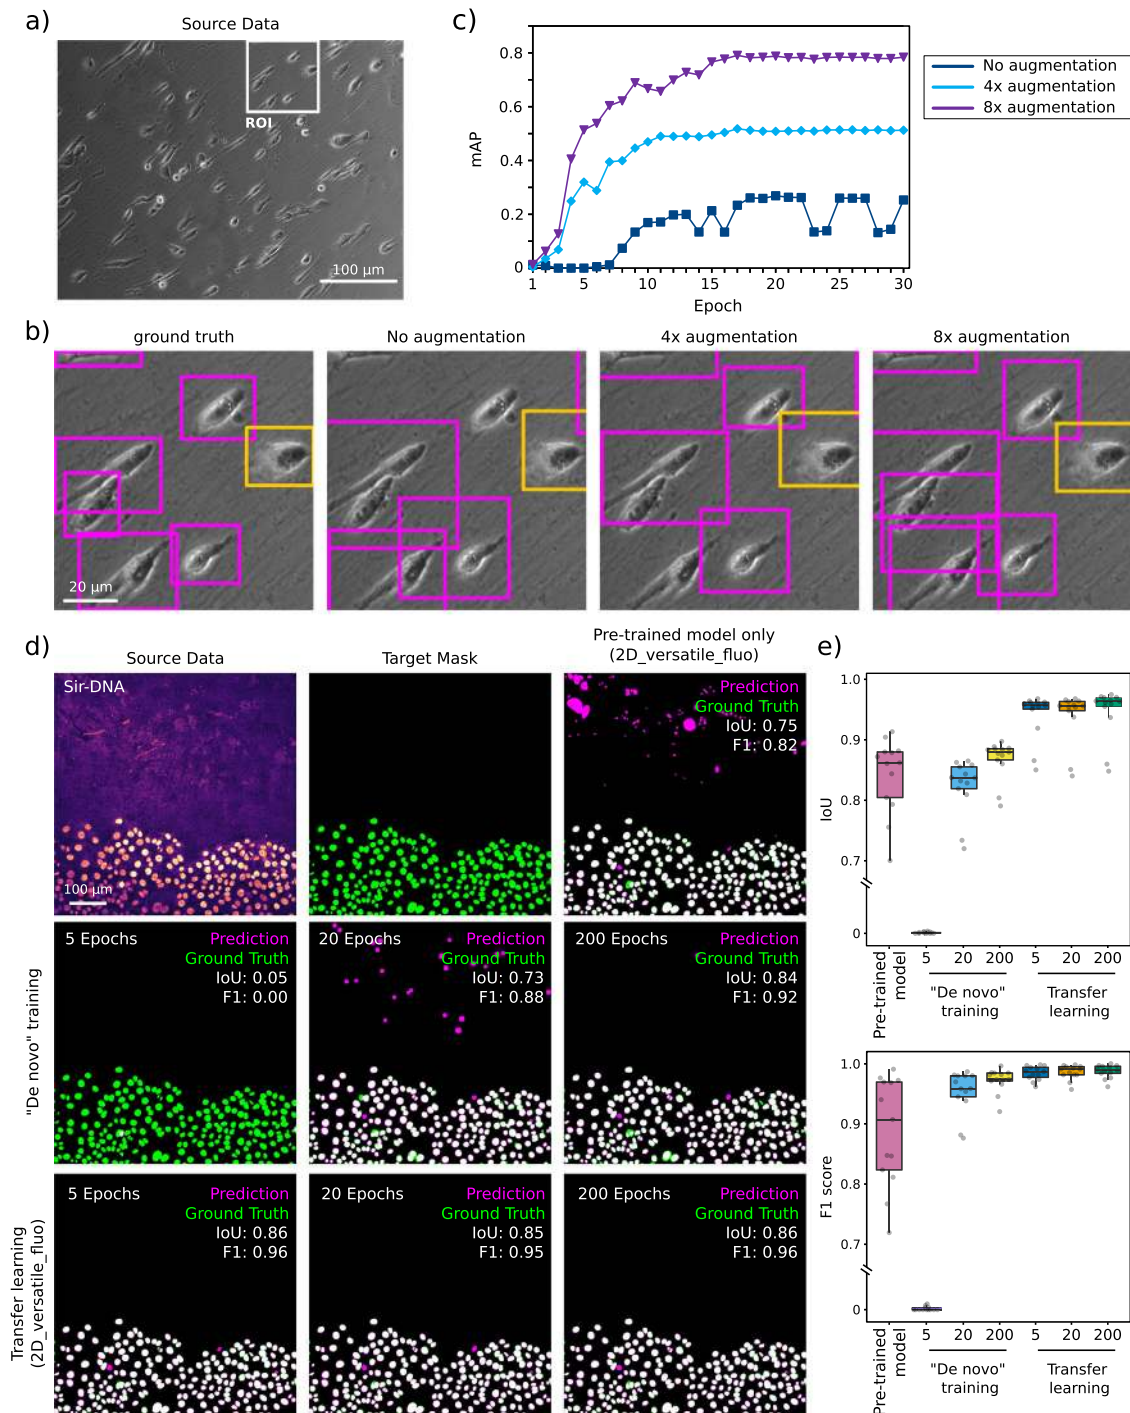 a)
Source Data
ROI
100 µm
c)
mAP
0.8
0.6
0.4
0.2
0
1
5
10
15
20
25
30
Epoch
No augmentation
4x augmentation
8x augmentation
b)
ground truth
No augmentation
4x augmentation
8x augmentation
20 µm
d)
Source Data
Target Mask
Pre-trained model only
(2D_versatile_fluo)
Sir-DNA
100 µm
Prediction
Ground Truth
IoU: 0.75
F1: 0.82
"De novo" training
5 Epochs
Prediction
Ground Truth
IoU: 0.05
F1: 0.00
20 Epochs
Prediction
Ground Truth
IoU: 0.73
F1: 0.88
200 Epochs
Prediction
Ground Truth
IoU: 0.84
F1: 0.92
Transfer learning
(2D_versatile_fluo)
5 Epochs
Prediction
Ground Truth
IoU: 0.86
F1: 0.96
20 Epochs
Prediction
Ground Truth
IoU: 0.85
F1: 0.95
200 Epochs
Prediction
Ground Truth
IoU: 0.86
F1: 0.96
e)
IoU
1.0
0.9
0.8
0.7
0
Pre-trained
model
5
20
200
"De novo"
training
5
20
200
Transfer
learning
F1 score
1.0
0.9
0.8
0.7
0
Pre-trained
model
5
20
200
"De novo"
training
5
20
200
Transfer
learning